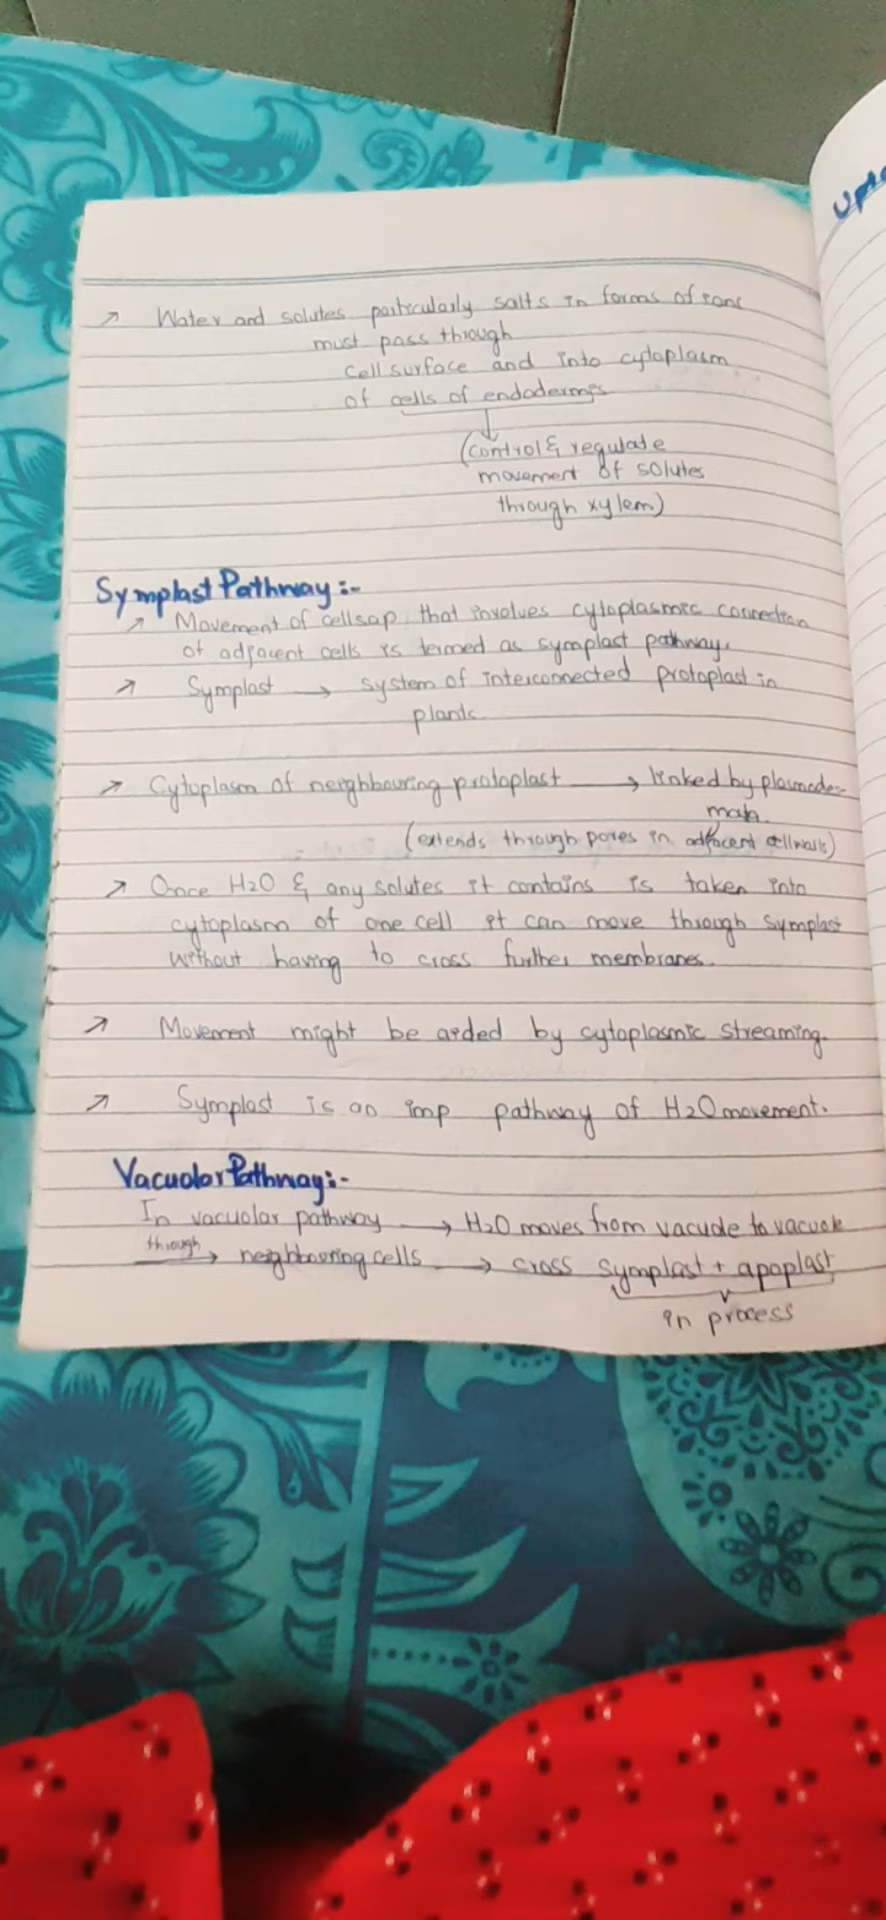 ↗ Water and solutes particularly salts in forms of ions
must pass through
cell surface and into cytoplasm
of cells of endodermis
↓
(control & regulate
movement of solutes
through xylem)
Symplast Pathway :-
↗ Movement of cellsap that involves cytoplasmic connection
of adjacent cells is termed as symplast pathway.
↗ Symplast → system of interconnected protoplast in
plants.
↗ Cytoplasm of neighbouring protoplast → linked by plasmodes-
mata.
(extends through pores in adjacent cellwalls)
↗ Once H2O & any solutes it contains is taken into
cytoplasm of one cell it can move through symplast
without having to cross further membranes.
↗ Movement might be aided by cytoplasmic streaming.
↗ Symplast is an imp pathway of H2O movement.
Vacuolar Pathway:-
In vacuolar pathway → H2O moves from vacuole to vacuole
through → neighbouring cells → cross symplast + apoplast
in process